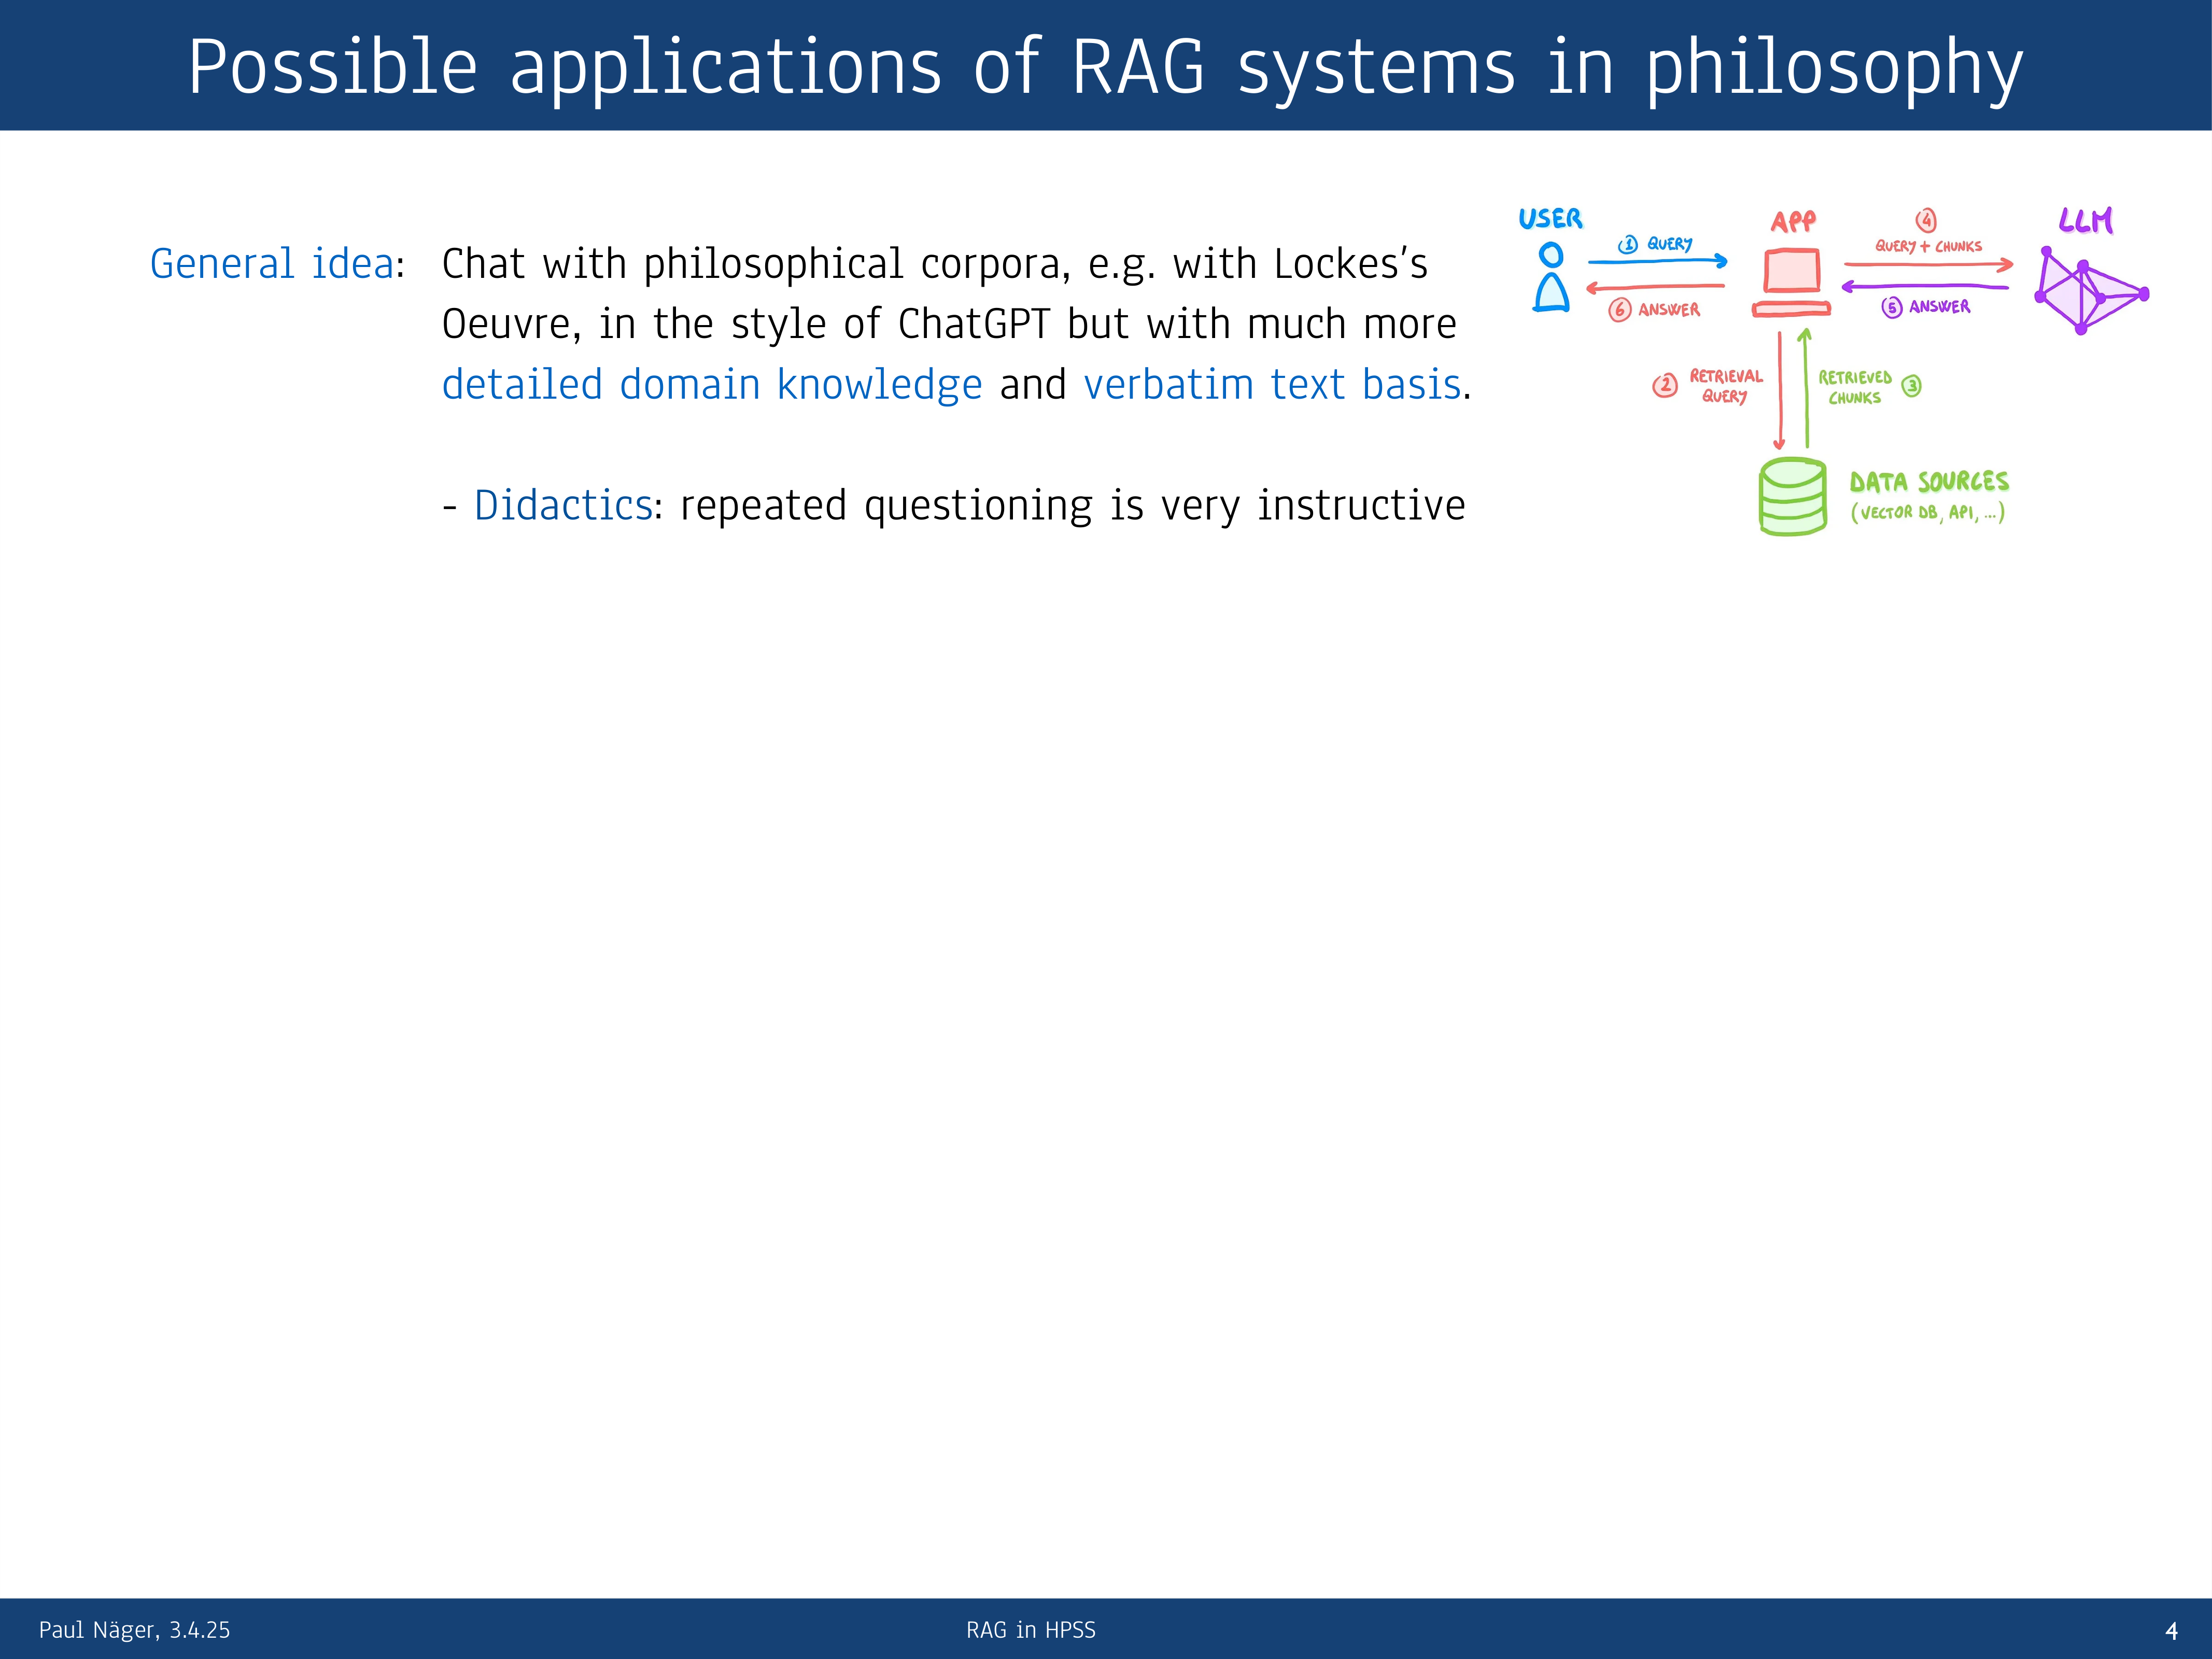 Possible applications of RAG systems in philosophy
General idea: Chat with philosophical corpora, e.g. with Lockes's
Oeuvre, in the style of ChatGPT but with much more
detailed domain knowledge and verbatim text basis.
- Didactics: repeated questioning is very instructive
USER
1 QUERY
6 ANSWER
APP
4
QUERY + CHUNKS
5 ANSWER
LLM
2 RETRIEVAL
QUERY
RETRIEVED 3
CHUNKS
DATA SOURCES
(VECTOR DB, API, ...)
Paul Näger, 3.4.25
RAG in HPSS
4